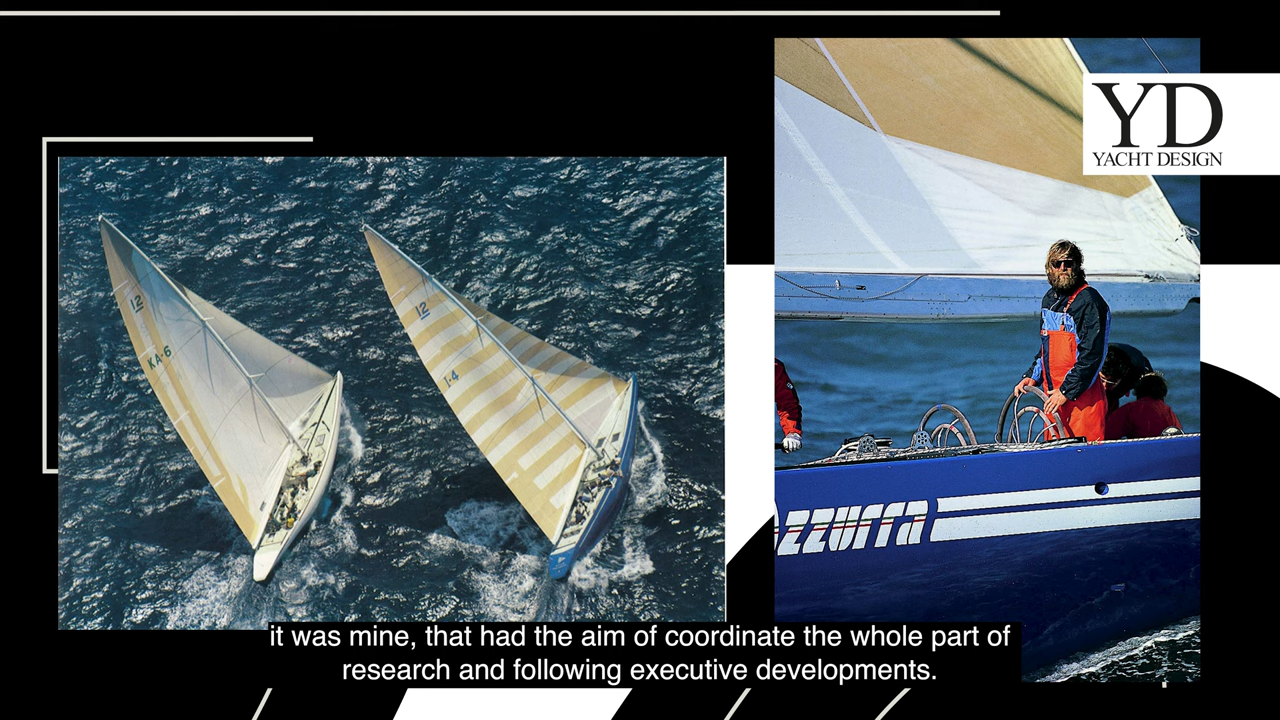 YD
YACHT DESIGN
12
KA-6
12
I-4
azzurra
it was mine, that had the aim of coordinate the whole part of
research and following executive developments.